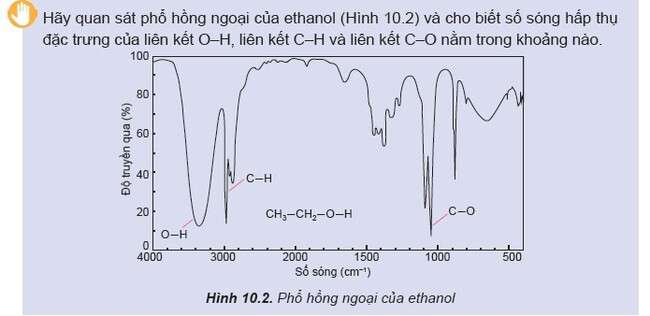 Hãy quan sát phổ hồng ngoại của ethanol (Hình 10.2) và cho biết số sóng hấp thụ
đặc trưng của liên kết O–H, liên kết C–H và liên kết C–O nằm trong khoảng nào.
100
80
60
40
20
0
Độ truyền qua (%)
O–H
C–H
CH₃–CH₂–O–H
C–O
4000 3000 2000 1500 1000 500
Số sóng (cm⁻¹)
Hình 10.2. Phổ hồng ngoại của ethanol